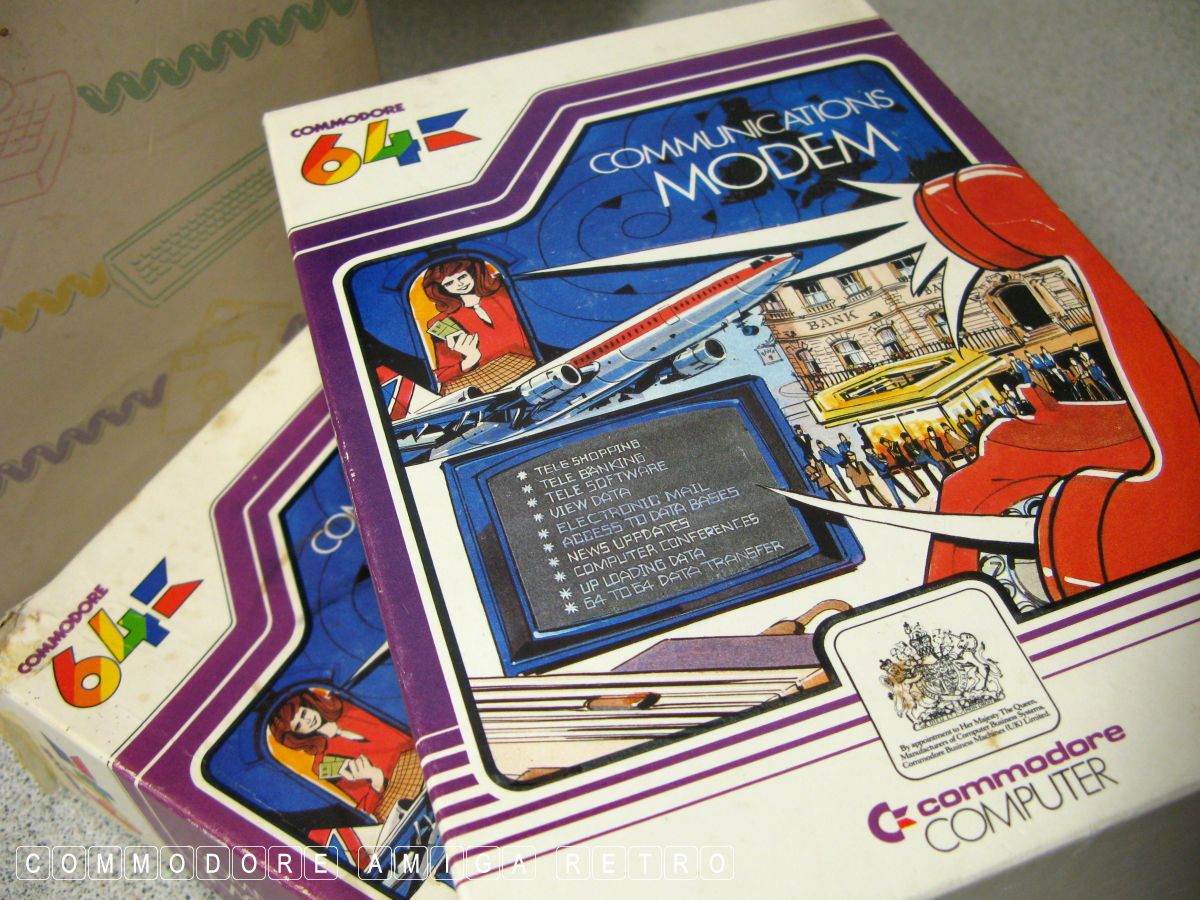 COMMODORE
64
COMMUNICATIONS
MODEM
BANK
* TELE SHOPPING
* TELE BANKING
* TELE SOFTWARE
* VIEW DATA
* ELECTRONIC MAIL
* ACCESS TO DATA BASES
* NEWS UPPDATES
* COMPUTER CONFERENCES
* UP LOADING DATA
* 64 TO 64 DATA TRANSFER
By appointment to Her Majesty The Queen,
Manufacturers of Computer Business Systems,
Commodore Business Machines (UK) Limited.
commodore
COMPUTER
COMMODORE
64
CO
COMMODORE AMIGA RETRO